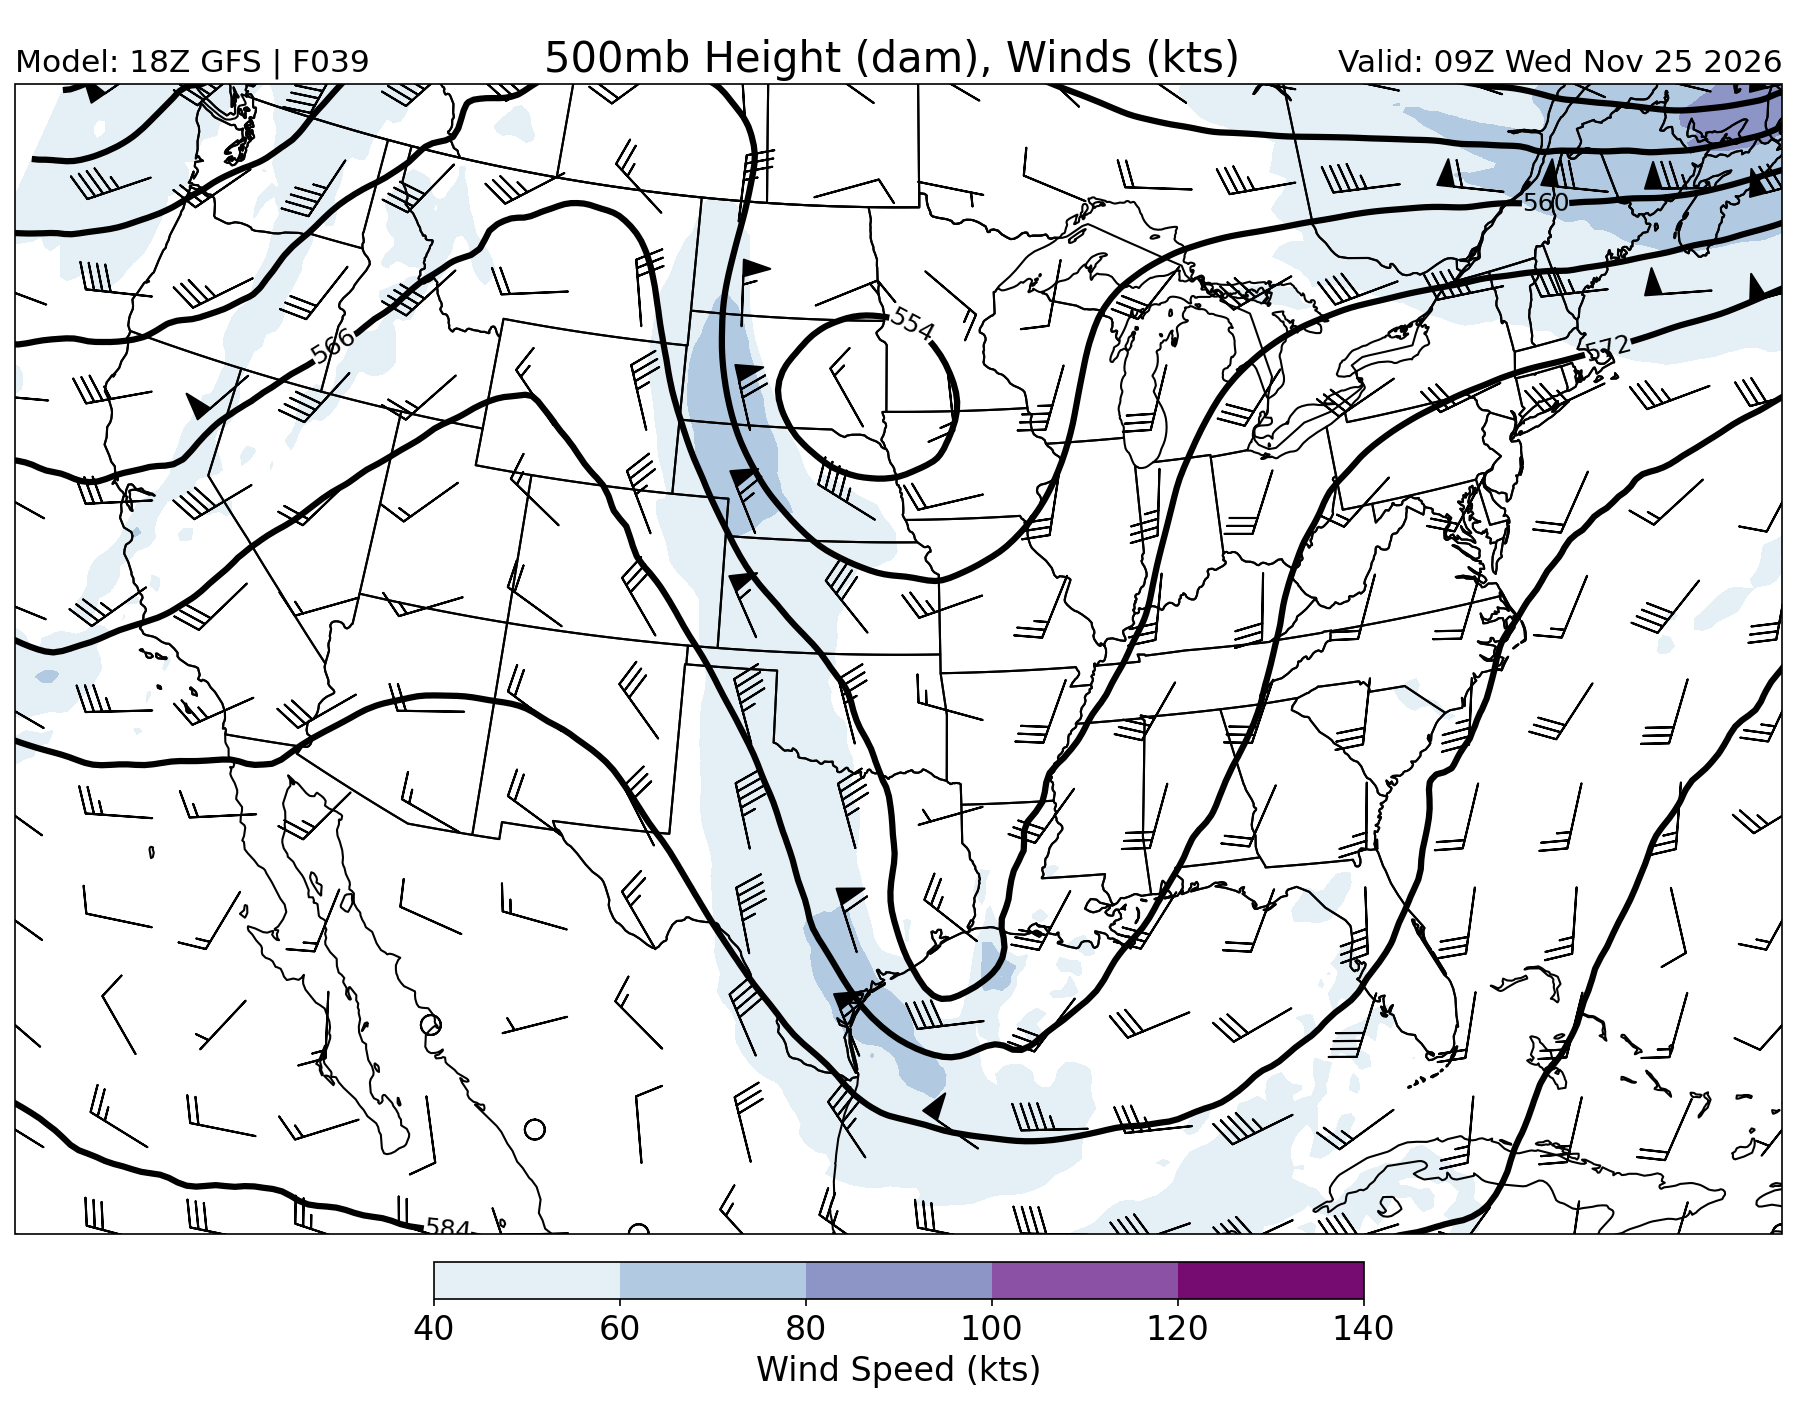 Model: 18Z GFS | F039
500mb Height (dam), Winds (kts)
Valid: 09Z Wed Nov 25 2026
560
554
566
572
584
40 60 80 100 120 140
Wind Speed (kts)